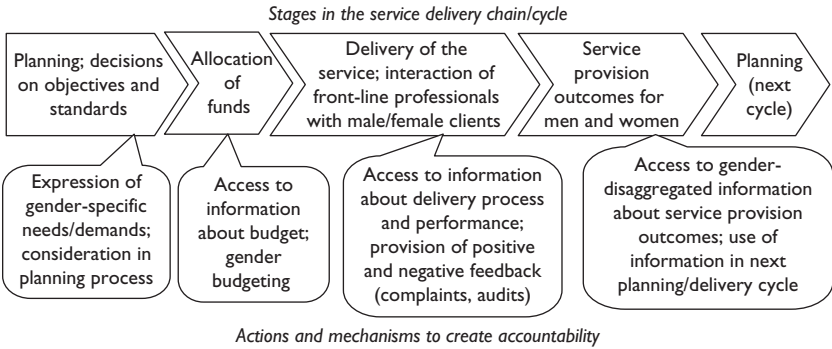 Stages in the service delivery chain/cycle
Planning; decisions
on objectives and
standards
Allocation
of
funds
Delivery of the
service; interaction of
front-line professionals
with male/female clients
Service
provision
outcomes for
men and women
Planning
(next
cycle)
Expression of
gender-specific
needs/demands;
consideration in
planning process
Access to
information
about budget;
gender
budgeting
Access to information
about delivery process
and performance;
provision of positive
and negative feedback
(complaints, audits)
Access to gender-
disaggregated information
about service provision
outcomes; use of
information in next
planning/delivery cycle
Actions and mechanisms to create accountability